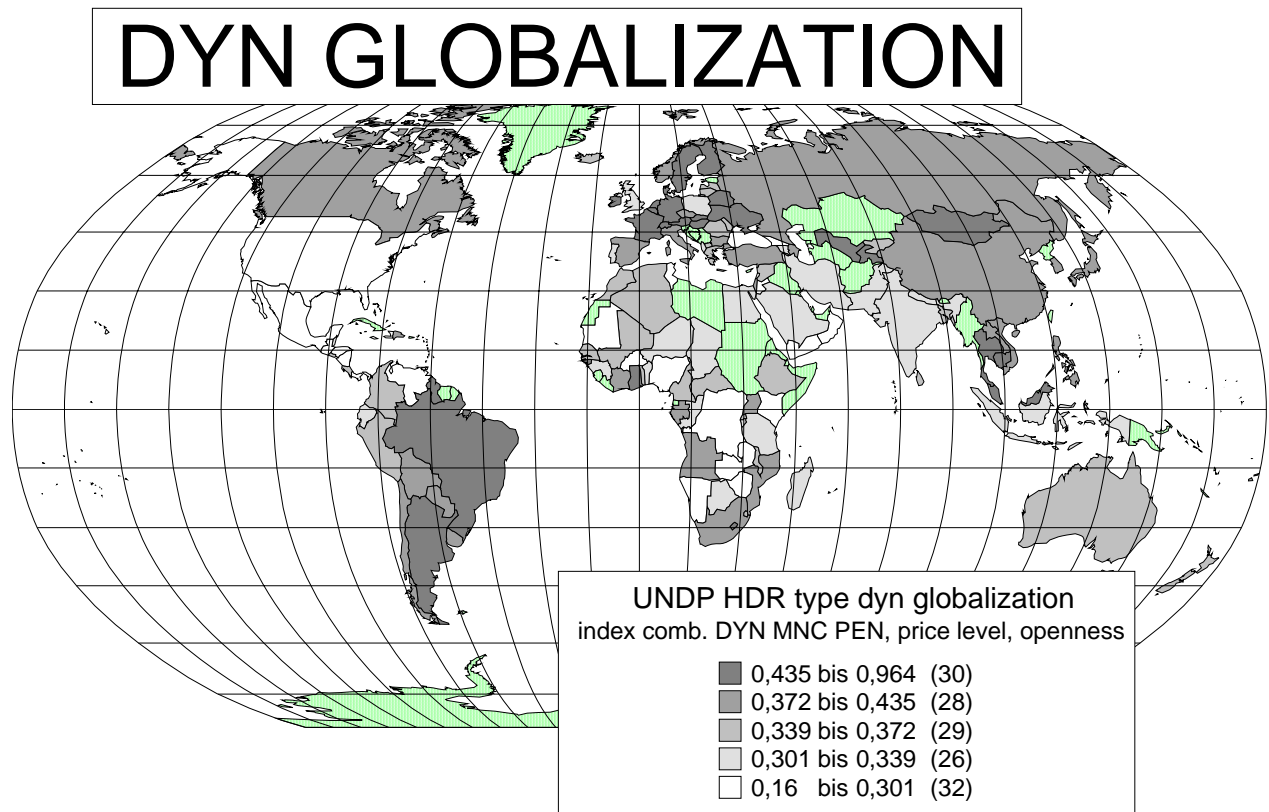 DYN GLOBALIZATION
UNDP HDR type dyn globalization
index comb. DYN MNC PEN, price level, openness
0,435 bis 0,964 (30)
0,372 bis 0,435 (28)
0,339 bis 0,372 (29)
0,301 bis 0,339 (26)
0,16 bis 0,301 (32)